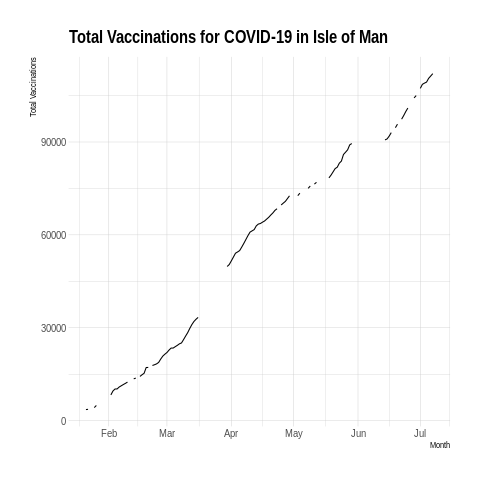 Total Vaccinations for COVID-19 in Isle of Man
Total Vaccinations
90000
60000
30000
0
Feb Mar Apr May Jun Jul
Month